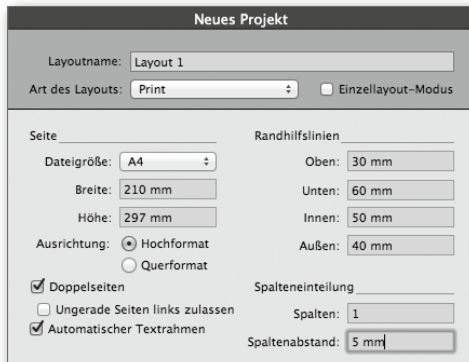 Neues Projekt
Layoutname: Layout 1
Art des Layouts: Print Einzellayout-Modus
Seite
Dateigröße: A4
Breite: 210 mm
Höhe: 297 mm
Ausrichtung: Hochformat
Querformat
Doppelseiten
Ungerade Seiten links zulassen
Automatischer Textrahmen
Randhilfslinien
Oben: 30 mm
Unten: 60 mm
Innen: 50 mm
Außen: 40 mm
Spalteneinteilung
Spalten: 1
Spaltenabstand: 5 mm